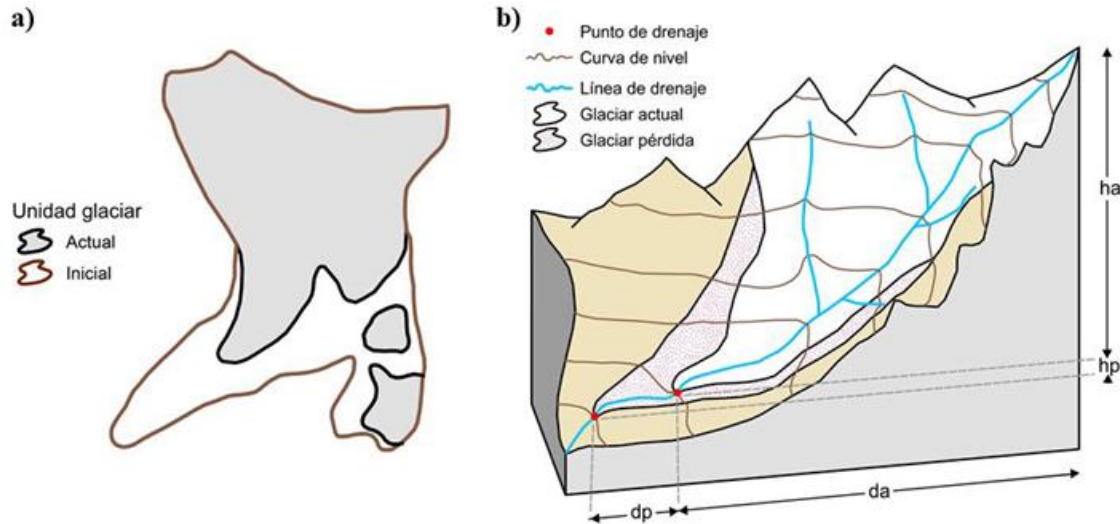 a)
Unidad glaciar
Actual
Inicial
b)
Punto de drenaje
Curva de nivel
Línea de drenaje
Glaciar actual
Glaciar pérdida
ha
hp
dp
da